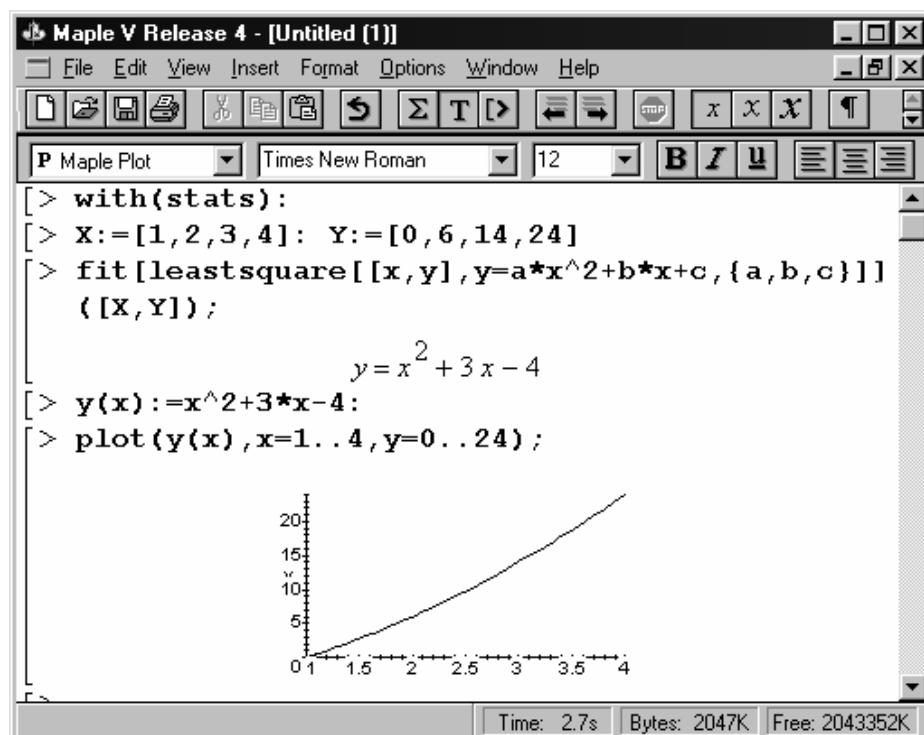 Maple V Release 4 - [Untitled (1)]
File Edit View Insert Format Options Window Help
Σ T [> STOP x x x ¶
P Maple Plot Times New Roman 12 B I u
[> with(stats):
[> X:=[1,2,3,4]: Y:=[0,6,14,24]
[> fit[leastsquare[[x,y],y=a*x^2+b*x+c,{a,b,c}]]
([X,Y]);
y = x² + 3 x − 4
[> y(x):=x^2+3*x-4:
[> plot(y(x),x=1..4,y=0..24);
20
15
y
10
5
0 1 1.5 2 2.5 3 3.5 4
[>
Time: 2.7s Bytes: 2047K Free: 2043352K